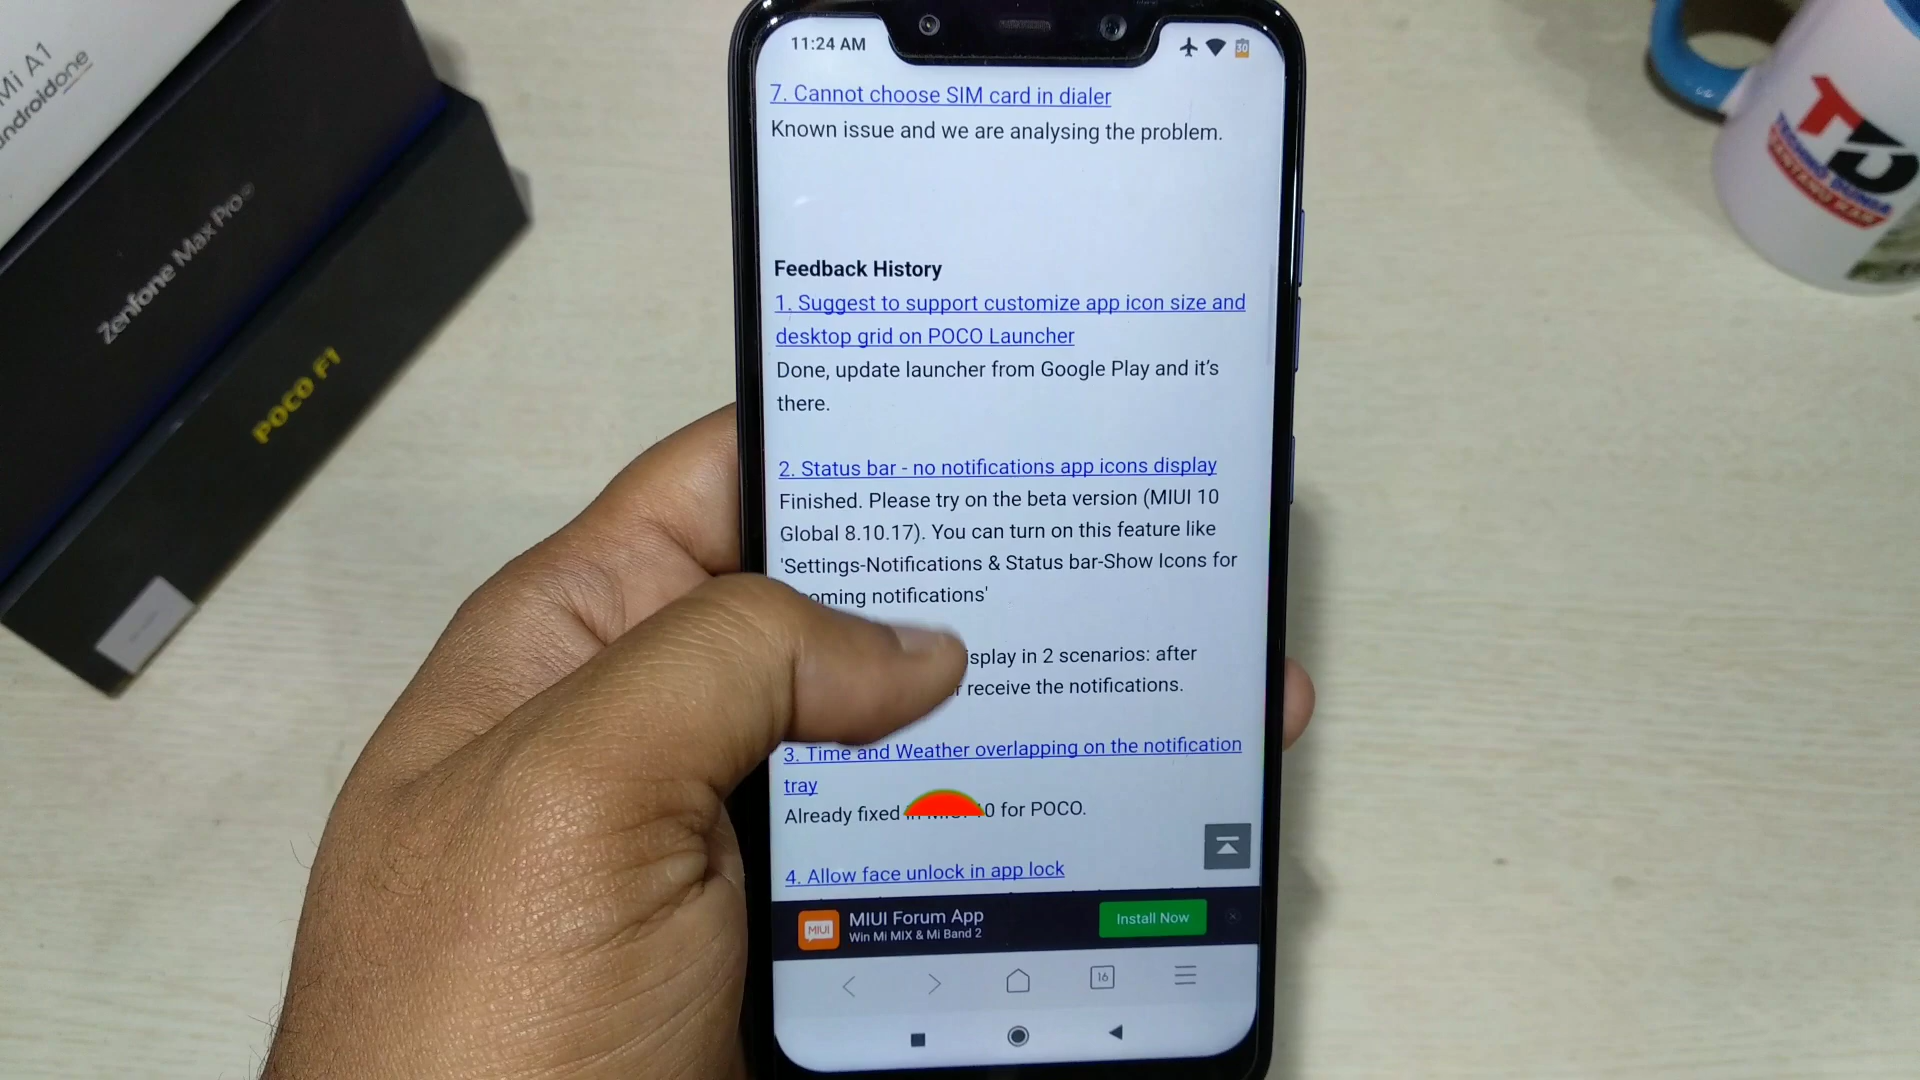 Mi A1
androidone
Zenfone Max Pro
POCO F1
11:24 AM
30
7. Cannot choose SIM card in dialer
Known issue and we are analysing the problem.
Feedback History
1. Suggest to support customize app icon size and
desktop grid on POCO Launcher
Done, update launcher from Google Play and it's
there.
2. Status bar - no notifications app icons display
Finished. Please try on the beta version (MIUI 10
Global 8.10.17). You can turn on this feature like
'Settings-Notifications & Status bar-Show Icons for
oming notifications'
isplay in 2 scenarios: after
receive the notifications.
3. Time and Weather overlapping on the notification
tray
Already fixed in MIUI 10 for POCO.
4. Allow face unlock in app lock
MIUI
MIUI Forum App
Win Mi MIX & Mi Band 2
Install Now
16